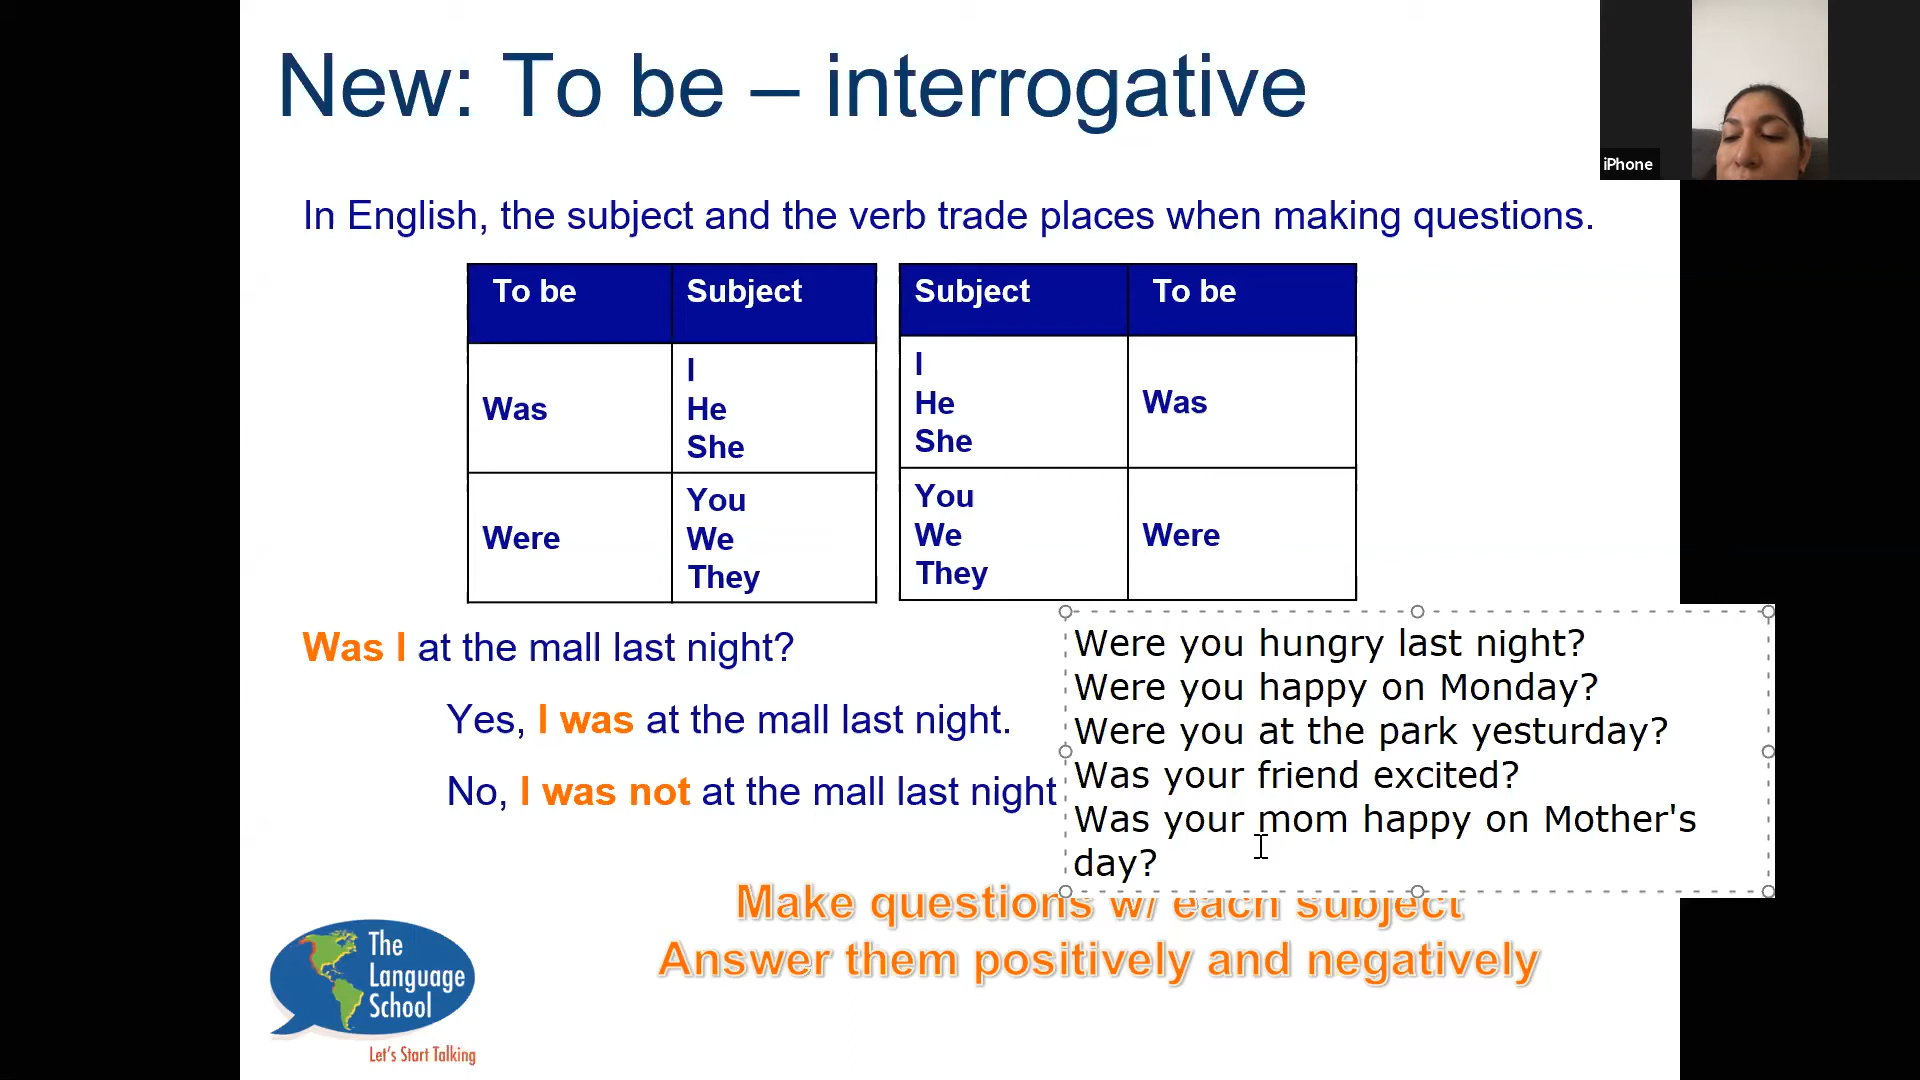 New: To be – interrogative
iPhone
In English, the subject and the verb trade places when making questions.
To be Subject
Was
I
He
She
Were
You
We
They
Subject To be
I
He
She
Was
You
We
They
Were
Was I at the mall last night?
Yes, I was at the mall last night.
No, I was not at the mall last night
Were you hungry last night?
Were you happy on Monday?
Were you at the park yesturday?
Was your friend excited?
Was your mom happy on Mother's
day?
Make questions w/ each subject
Answer them positively and negatively
The
Language
School
Let's Start Talking